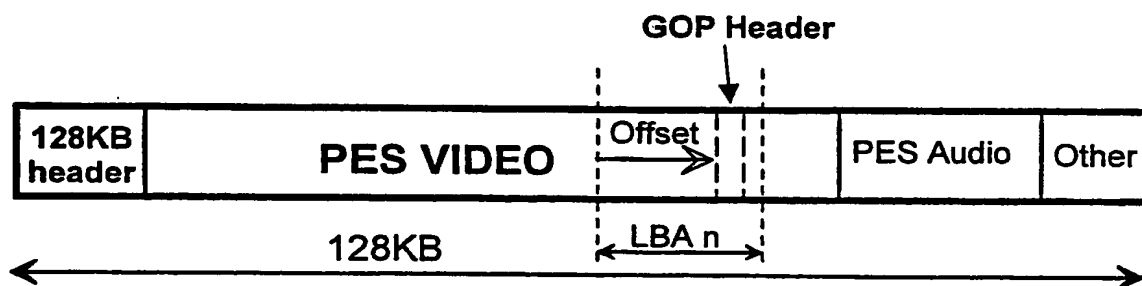 GOP Header
128KB
header
PES VIDEO
Offset
PES Audio
Other
LBA n
128KB